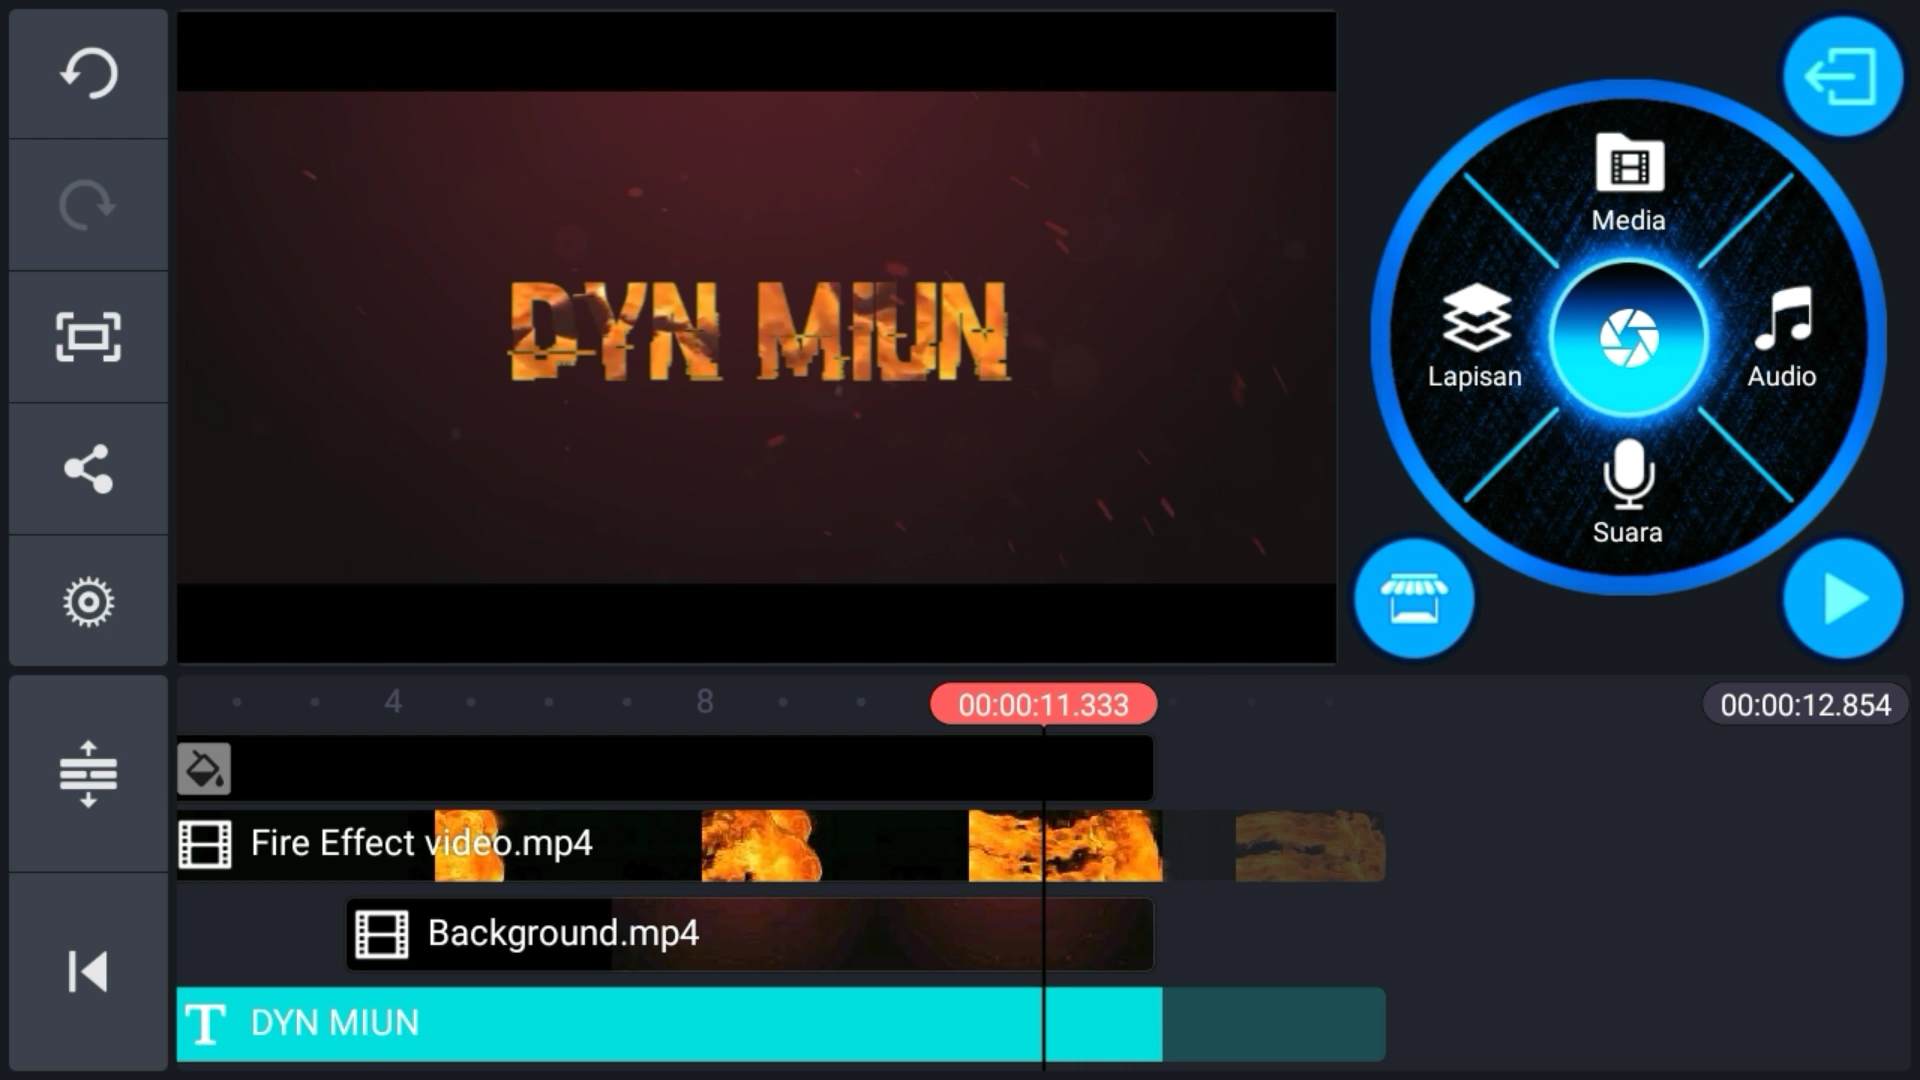 DYN MIUN
Media
Lapisan
Audio
Suara
4
8
00:00:11.333
00:00:12.854
Fire Effect video.mp4
Background.mp4
T
DYN MIUN